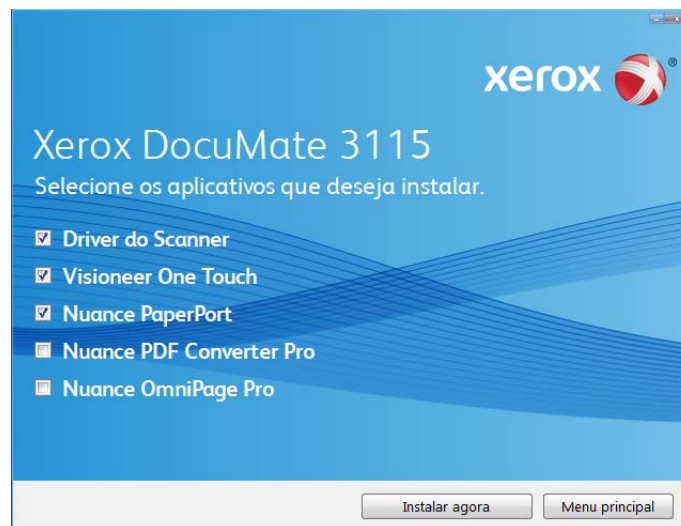 xerox
Xerox DocuMate 3115
Selecione os aplicativos que deseja instalar.
Driver do Scanner
Visioneer One Touch
Nuance PaperPort
Nuance PDF Converter Pro
Nuance OmniPage Pro
Instalar agora
Menu principal